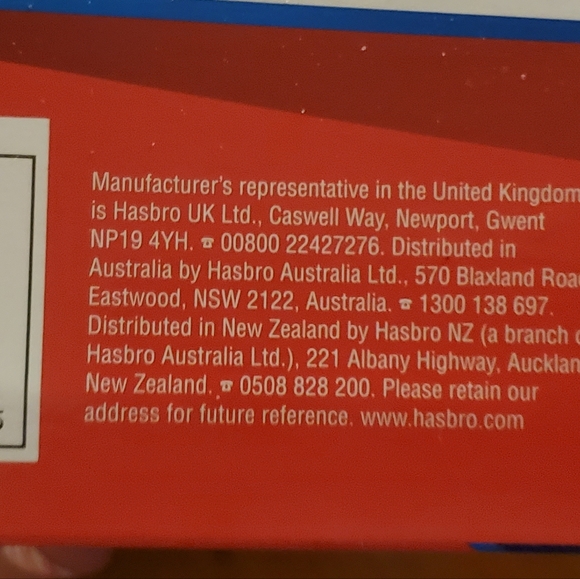 Manufacturer's representative in the United Kingdom
is Hasbro UK Ltd., Caswell Way, Newport, Gwent
NP19 4YH. ☎ 00800 22427276. Distributed in
Australia by Hasbro Australia Ltd., 570 Blaxland
Eastwood, NSW 2122, Australia. ☎ 1300 138 697.
Distributed in New Zealand by Hasbro NZ (a branch
Hasbro Australia Ltd.), 221 Albany Highway,
New Zealand. ☎ 0508 828 200. Please retain our
address for future reference. www.hasbro.com